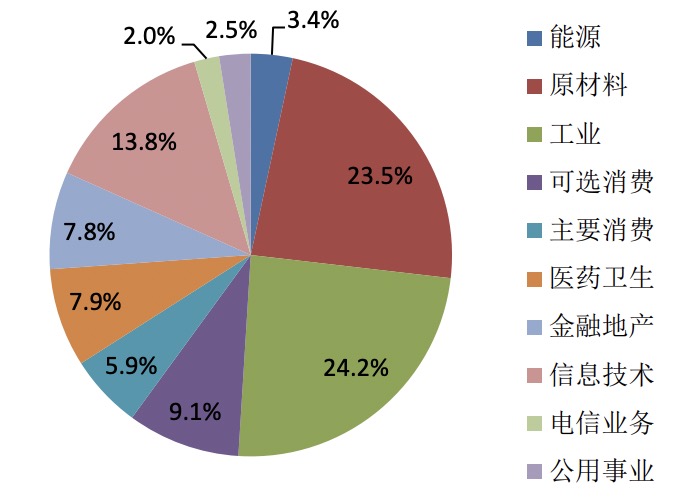 2.0%
2.5%
3.4%
13.8%
23.5%
7.8%
7.9%
5.9%
9.1%
24.2%
能源
原材料
工业
可选消费
主要消费
医药卫生
金融地产
信息技术
电信业务
公用事业